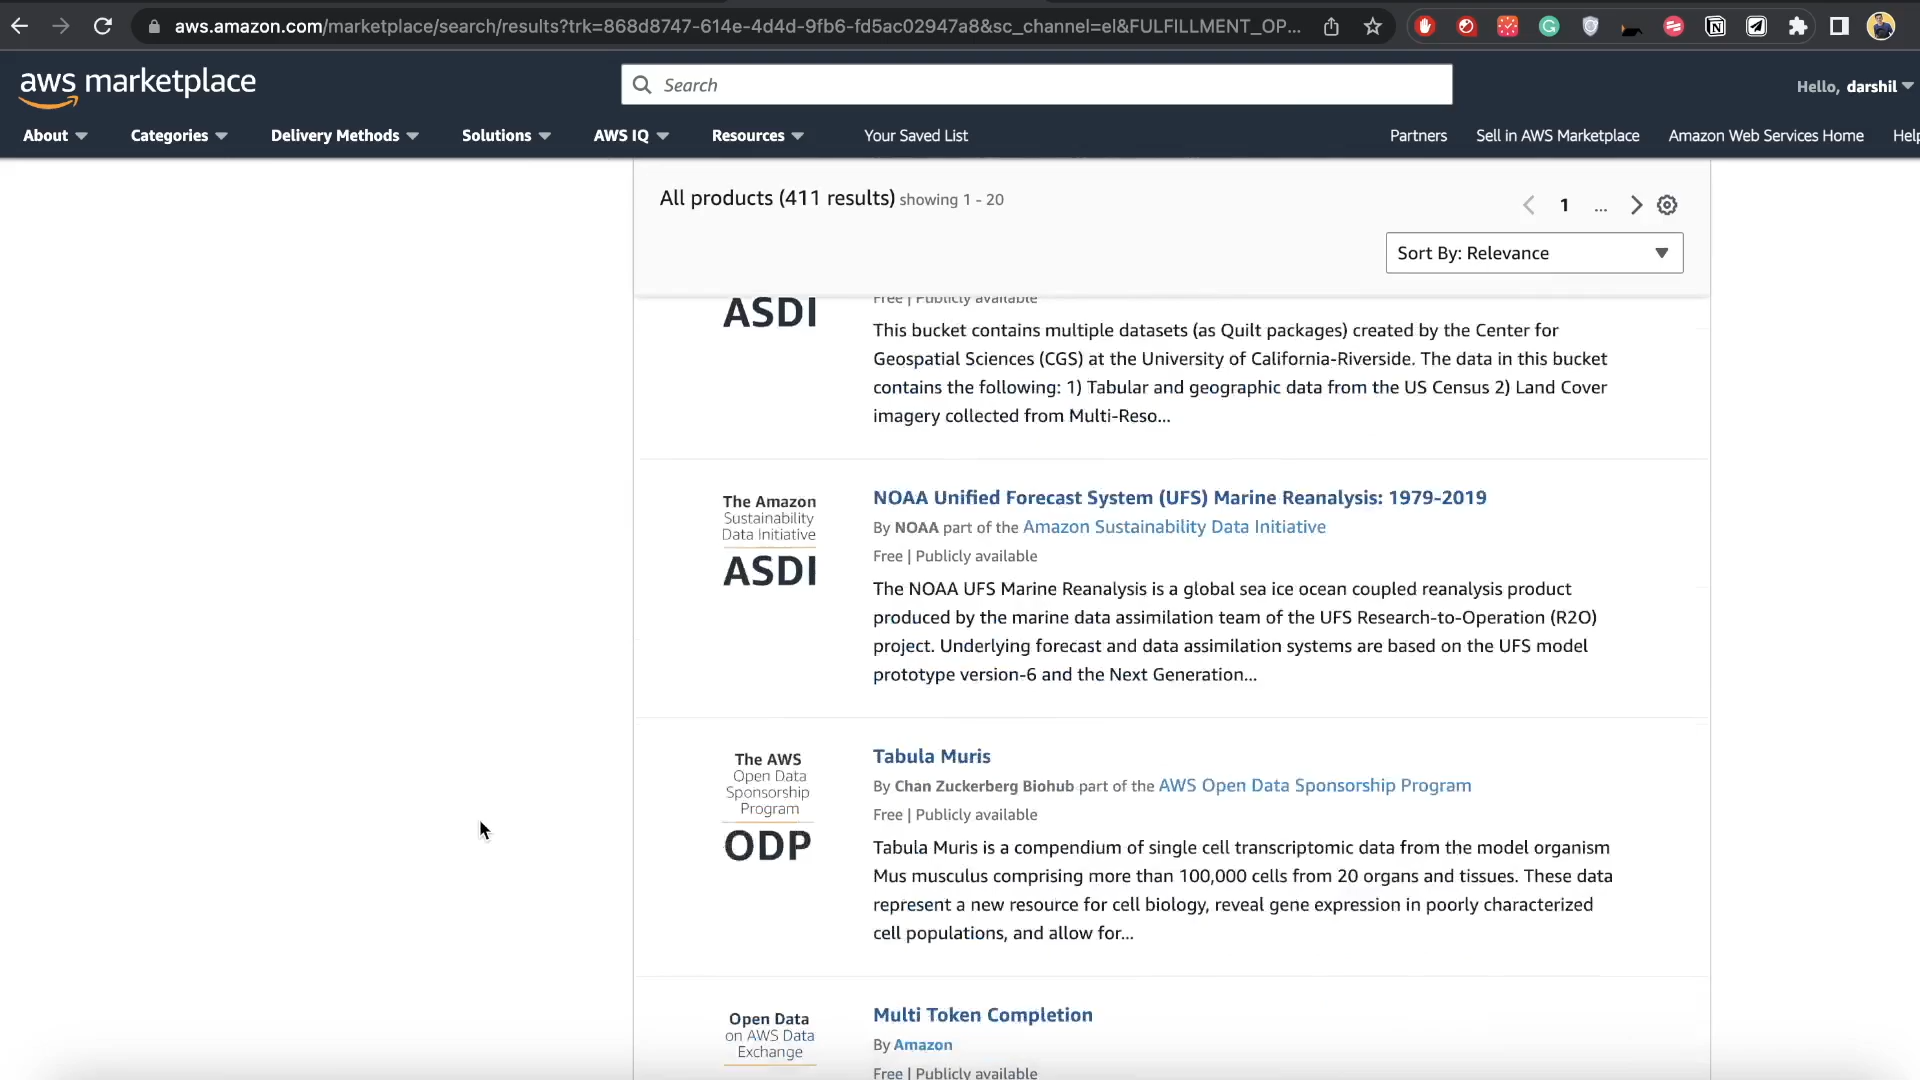 aws.amazon.com/marketplace/search/results?trk=868d8747-614e-4d4d-9fb6-fd5ac02947a8&sc_channel=el&FULFILLMENT_OP...
aws marketplace
Search
Hello, darshil
About
Categories
Delivery Methods
Solutions
AWS IQ
Resources
Your Saved List
Partners
Sell in AWS Marketplace
Amazon Web Services Home
Help
All products (411 results) showing 1 - 20
1 ...
Sort By: Relevance
ASDI
Free | Publicly available
This bucket contains multiple datasets (as Quilt packages) created by the Center for
Geospatial Sciences (CGS) at the University of California-Riverside. The data in this bucket
contains the following: 1) Tabular and geographic data from the US Census 2) Land Cover
imagery collected from Multi-Reso...
The Amazon
Sustainability
Data Initiative
ASDI
NOAA Unified Forecast System (UFS) Marine Reanalysis: 1979-2019
By NOAA part of the Amazon Sustainability Data Initiative
Free | Publicly available
The NOAA UFS Marine Reanalysis is a global sea ice ocean coupled reanalysis product
produced by the marine data assimilation team of the UFS Research-to-Operation (R2O)
project. Underlying forecast and data assimilation systems are based on the UFS model
prototype version-6 and the Next Generation...
The AWS
Open Data
Sponsorship
Program
ODP
Tabula Muris
By Chan Zuckerberg Biohub part of the AWS Open Data Sponsorship Program
Free | Publicly available
Tabula Muris is a compendium of single cell transcriptomic data from the model organism
Mus musculus comprising more than 100,000 cells from 20 organs and tissues. These data
represent a new resource for cell biology, reveal gene expression in poorly characterized
cell populations, and allow for...
Open Data
on AWS Data
Exchange
Multi Token Completion
By Amazon
Free | Publicly available